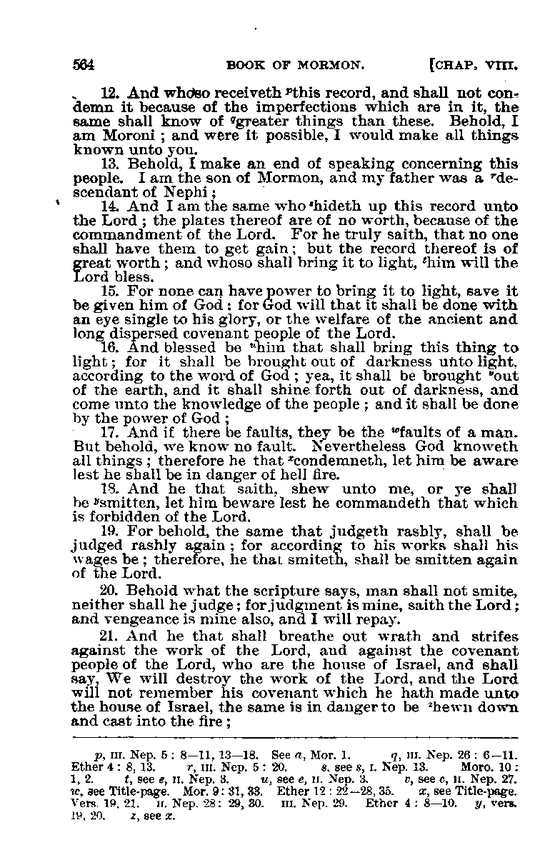 564 BOOK OF MORMON. [CHAP. VIII.
12. And whoso receiveth ᵖthis record, and shall not con-
demn it because of the imperfections which are in it, the
same shall know of ᑫgreater things than these. Behold, I
am Moroni ; and were it possible, I would make all things
known unto you.
13. Behold, I make an end of speaking concerning this
people. I am the son of Mormon, and my father was a ʳde-
scendant of Nephi ;
14. And I am the same who ˢhideth up this record unto
the Lord ; the plates thereof are of no worth, because of the
commandment of the Lord. For he truly saith, that no one
shall have them to get gain ; but the record thereof is of
great worth ; and whoso shall bring it to light, ᵗhim will the
Lord bless.
15. For none can have power to bring it to light, save it
be given him of God ; for God will that it shall be done with
an eye single to his glory, or the welfare of the ancient and
long dispersed covenant people of the Lord.
16. And blessed be ᵘhim that shall bring this thing to
light ; for it shall be brought out of darkness unto light,
according to the word of God ; yea, it shall be brought ᵛout
of the earth, and it shall shine forth out of darkness, and
come unto the knowledge of the people ; and it shall be done
by the power of God ;
17. And if there be faults, they be the ʷfaults of a man.
But behold, we know no fault. Nevertheless God knoweth
all things ; therefore he that ˣcondemneth, let him be aware
lest he shall be in danger of hell fire.
18. And he that saith, shew unto me, or ye shall
be ʸsmitten, let him beware lest he commandeth that which
is forbidden of the Lord.
19. For behold, the same that judgeth rashly, shall be
judged rashly again ; for according to his works shall his
wages be ; therefore, he that smiteth, shall be smitten again
of the Lord.
20. Behold what the scripture says, man shall not smite,
neither shall he judge ; for judgment is mine, saith the Lord ;
and vengeance is mine also, and I will repay.
21. And he that shall breathe out wrath and strifes
against the work of the Lord, and against the covenant
people of the Lord, who are the house of Israel, and shall
say, We will destroy the work of the Lord, and the Lord
will not remember his covenant which he hath made unto
the house of Israel, the same is in danger to be ᶻhewn down
and cast into the fire ;
p, III. Nep. 5 : 8—11, 13—18. See a, Mor. 1. q, III. Nep. 26 : 6—11.
Ether 4 : 8, 13. r, III. Nep. 5 : 20. s, see s, I. Nep. 13. Moro. 10 :
1, 2. t, see e, II. Nep. 3. u, see e, II. Nep. 3. v, see c, II. Nep. 27.
w, see Title-page. Mor. 9 : 31, 33. Ether 12 : 22—28, 35. x, see Title-page.
Vers. 19, 21. II. Nep. 28 : 29, 30. III. Nep. 29. Ether 4 : 8—10. y, vers.
19, 20. z, see x.